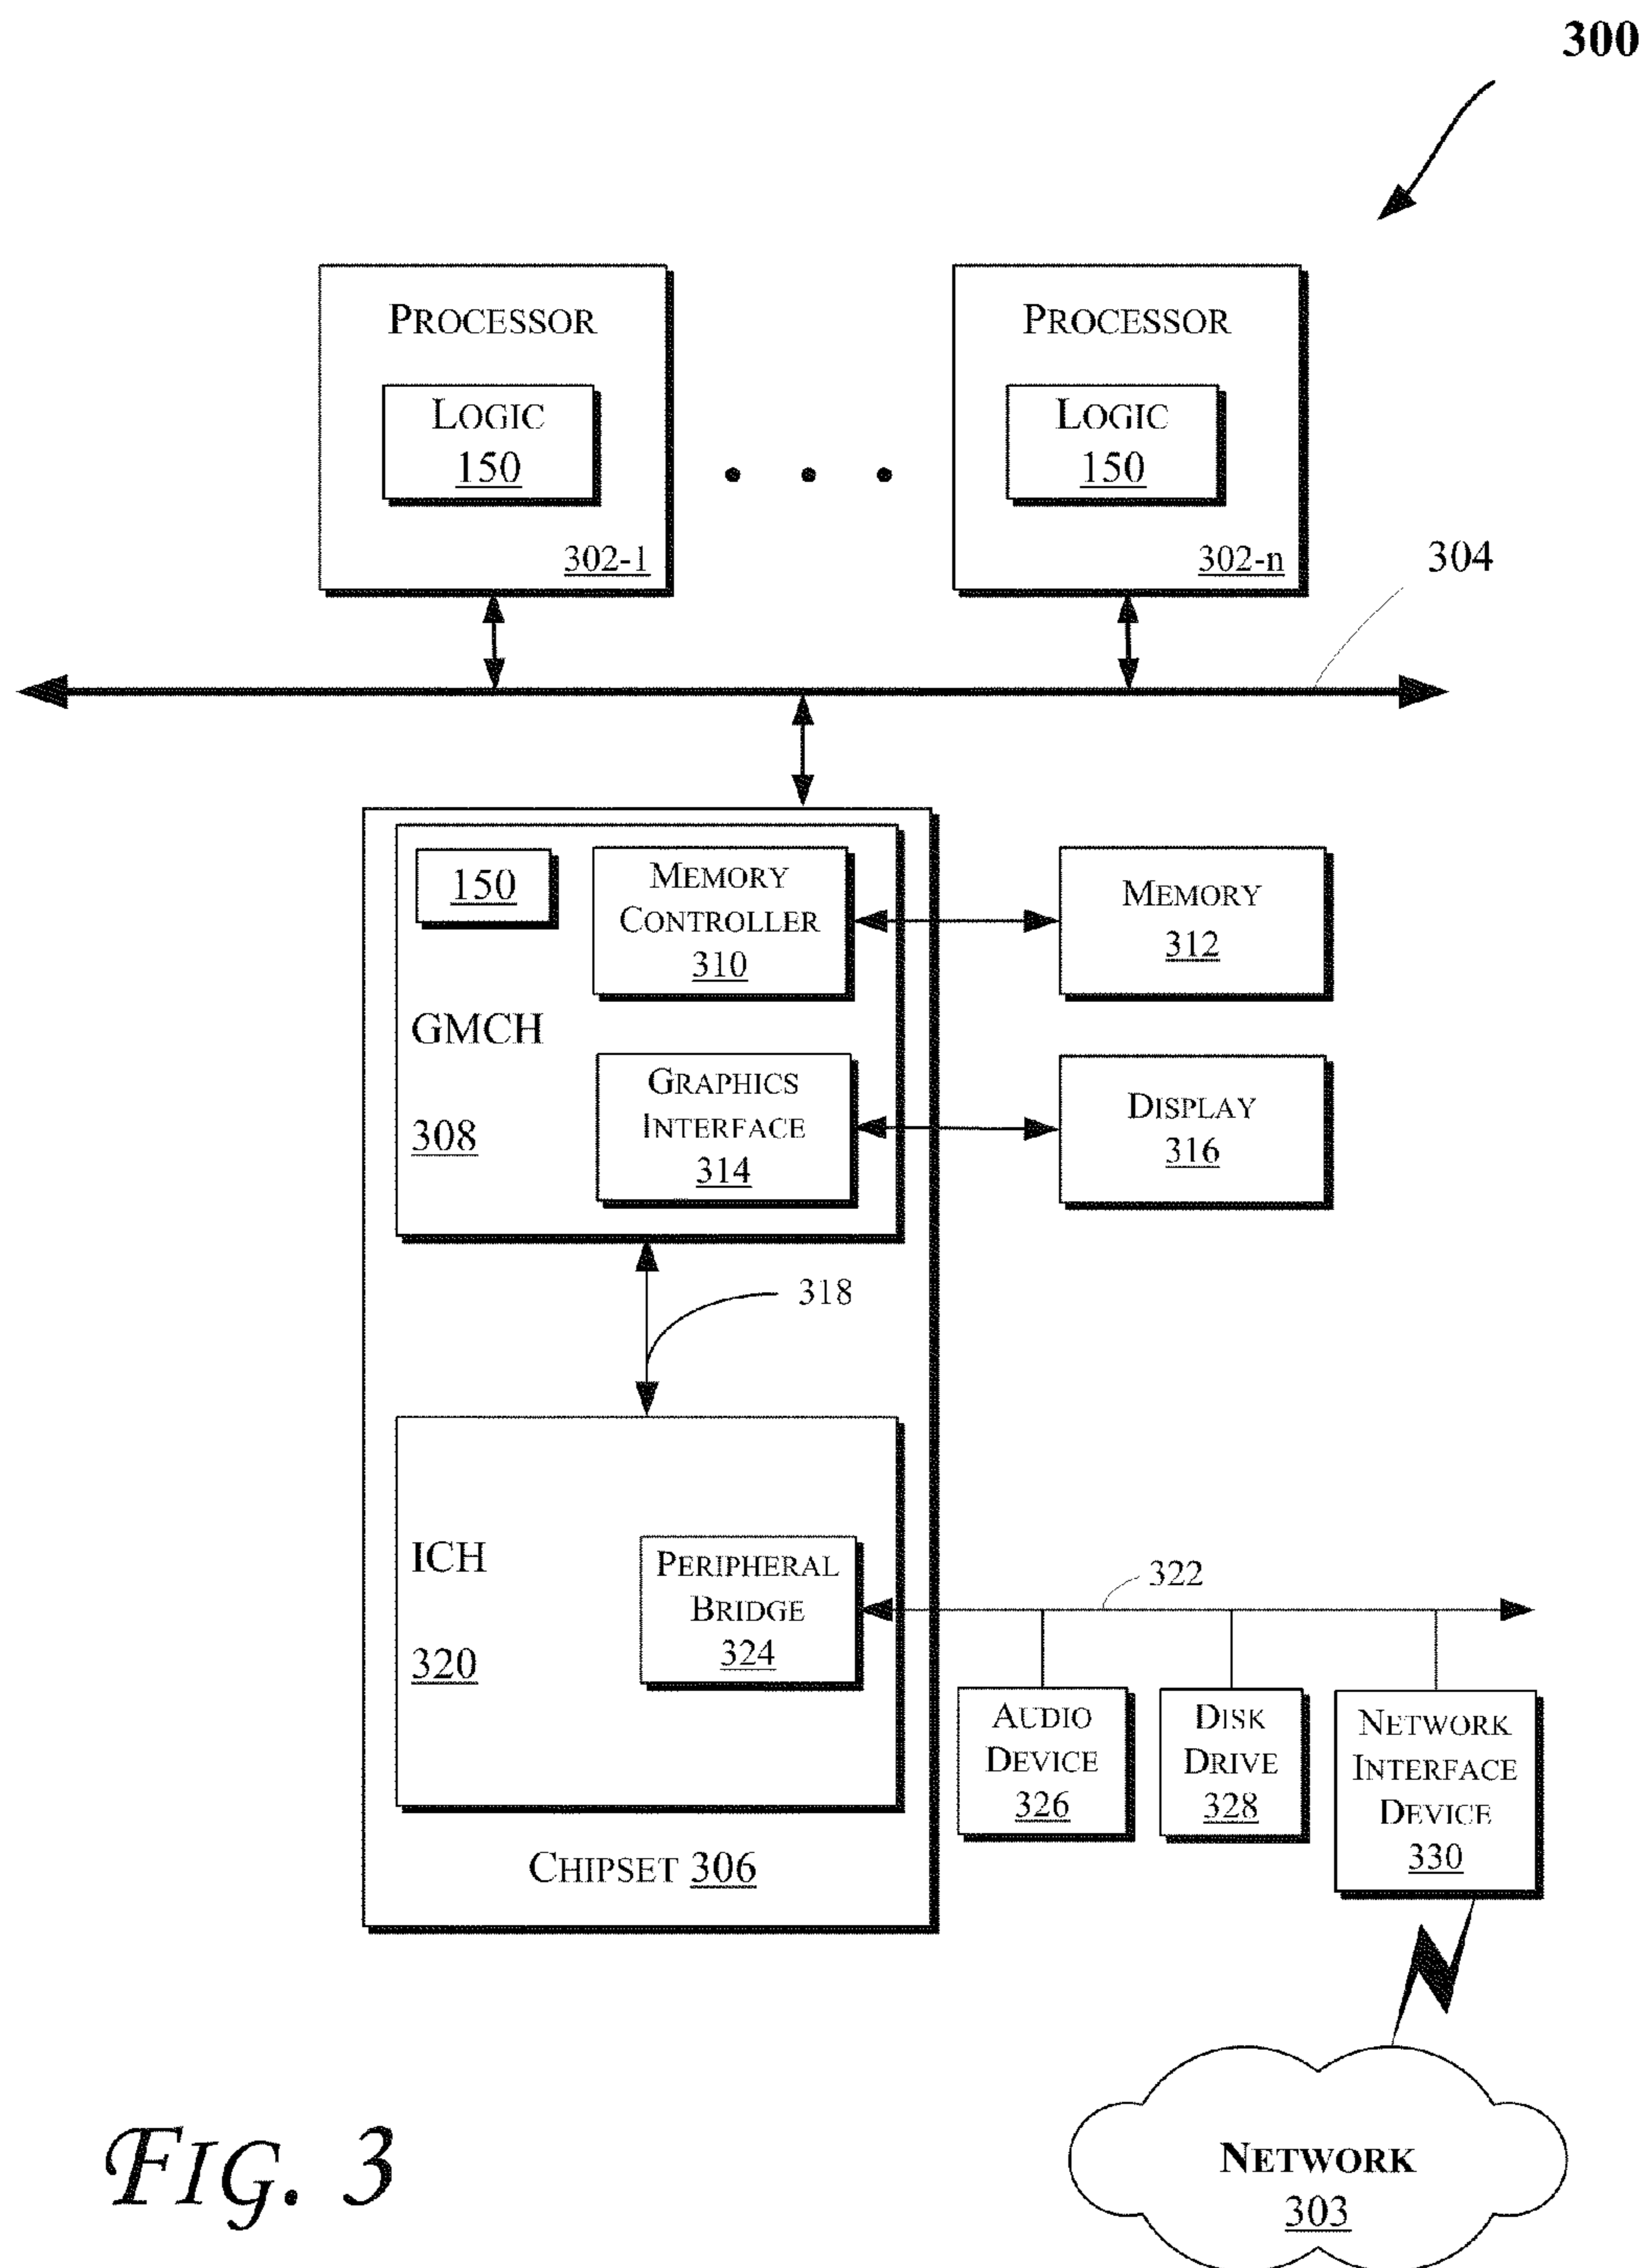 300
PROCESSOR
LOGIC
150
302-1
PROCESSOR
LOGIC
150
302-n
304
150
MEMORY
CONTROLLER
310
MEMORY
312
GMCH
308
GRAPHICS
INTERFACE
314
DISPLAY
316
318
ICH
320
PERIPHERAL
BRIDGE
324
322
AUDIO
DEVICE
326
DISK
DRIVE
328
NETWORK
INTERFACE
DEVICE
330
CHIPSET 306
NETWORK
303
FIG. 3